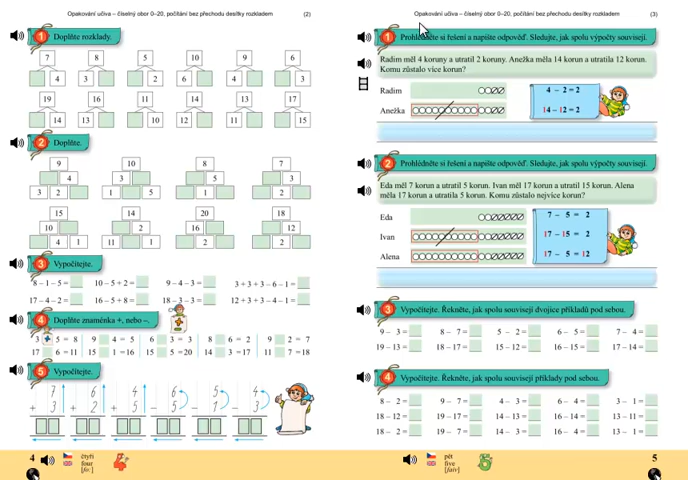 Opakování učiva – číselný obor 0–20, počítání bez přechodu desítky rozkladem (2)
1 Doplňte rozklady.
7 8 5 10 9 6
4 3 2 6 4 3
19 16 11 14 13 17
14 13 10 12 11 15
2 Doplňte.
9 10 8 7
4 3 5 3
3 2 1 5 1 2
15 14 20 18
10 2 16 12
4 1 11 1 2 2
3 Vypočítejte.
8 – 1 – 5 = 10 – 5 + 2 = 9 – 4 – 3 = 3 + 3 + 3 – 6 – 1 =
17 – 4 – 2 = 16 – 5 + 8 = 18 – 3 – 3 = 12 + 3 + 3 – 4 – 1 =
4 Doplňte znaménka +, nebo –.
3 + 5 = 8 9 4 = 5 6 3 = 3 8 6 = 2 9 2 = 7
17 6 = 11 15 1 = 16 15 5 = 20 14 3 = 17 11 7 = 18
5 Vypočítejte.
7 6 4 6 5 4
+ 3 + 2 + 5 – 5 – 1 – 3
4 čtyři
four
[fo:]
Opakování učiva – číselný obor 0–20, počítání bez přechodu desítky rozkladem (3)
1 Prohlédněte si řešení a napište odpověď. Sledujte, jak spolu výpočty souvisejí.
Radim měl 4 koruny a utratil 2 koruny. Anežka měla 14 korun a utratila 12 korun.
Komu zůstalo více korun?
Radim 4 – 2 = 2
Anežka 14 – 12 = 2
2 Prohlédněte si řešení a napište odpověď. Sledujte, jak spolu výpočty souvisejí.
Eda měl 7 korun a utratil 5 korun. Ivan měl 17 korun a utratil 15 korun. Alena
měla 17 korun a utratila 5 korun. Komu zůstalo nejvíce korun?
Eda 7 – 5 = 2
Ivan 17 – 15 = 2
Alena 17 – 5 = 12
3 Vypočítejte. Řekněte, jak spolu souvisejí dvojice příkladů pod sebou.
9 – 3 = 8 – 7 = 5 – 2 = 6 – 5 = 7 – 4 =
19 – 13 = 18 – 17 = 15 – 12 = 16 – 15 = 17 – 14 =
4 Vypočítejte. Řekněte, jak spolu souvisejí příklady pod sebou.
8 – 2 = 9 – 7 = 4 – 3 = 6 – 4 = 3 – 1 =
18 – 12 = 19 – 17 = 14 – 13 = 16 – 14 = 13 – 11 =
18 – 2 = 19 – 7 = 14 – 3 = 16 – 4 = 13 – 1 =
pět 5
five
[faiv]